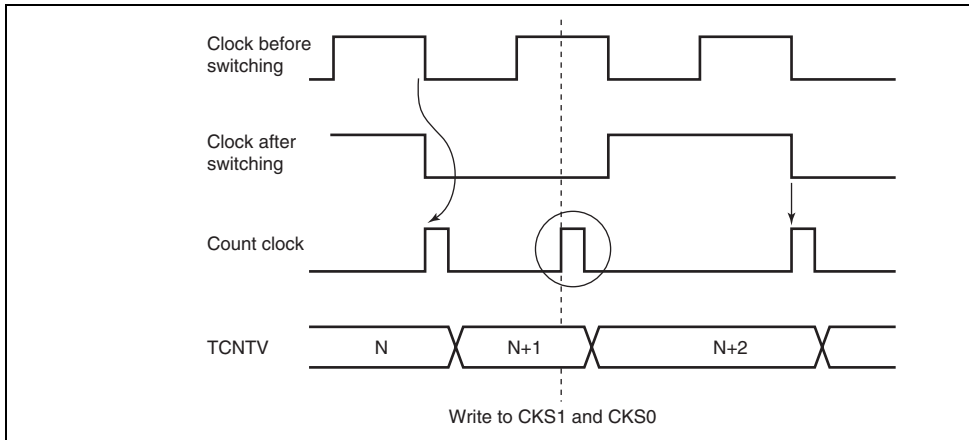 Clock before
switching
Clock after
switching
Count clock
TCNTV
N
N+1
N+2
Write to CKS1 and CKS0